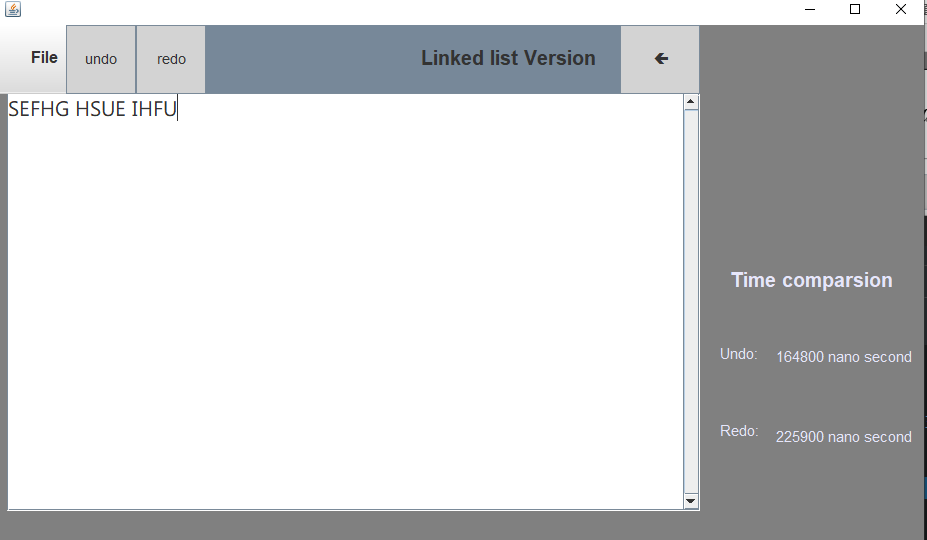 File undo redo Linked list Version 🡰
SEFHG HSUE IHFU
Time comparsion
Undo: 164800 nano second
Redo: 225900 nano second